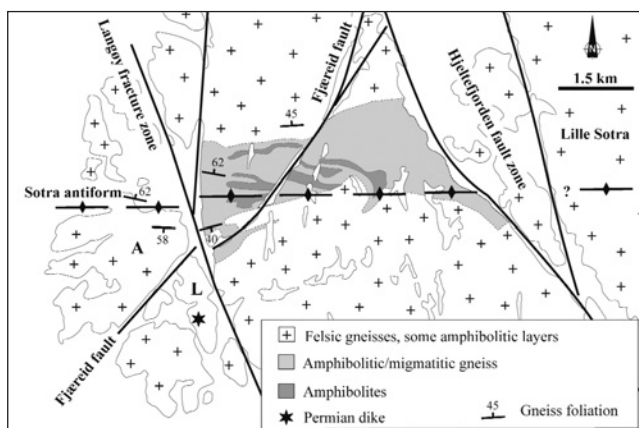 Langøy fracture zone
Fjæreid fault
Hjeltefjorden fault zone
N
1.5 km
Lille Sotra
45
62
Sotra antiform
62
?
58
40
A
L
Fjæreid fault
Felsic gneisses, some amphibolitic layers
Amphibolitic/migmatitic gneiss
Amphibolites
Permian dike
45
Gneiss foliation